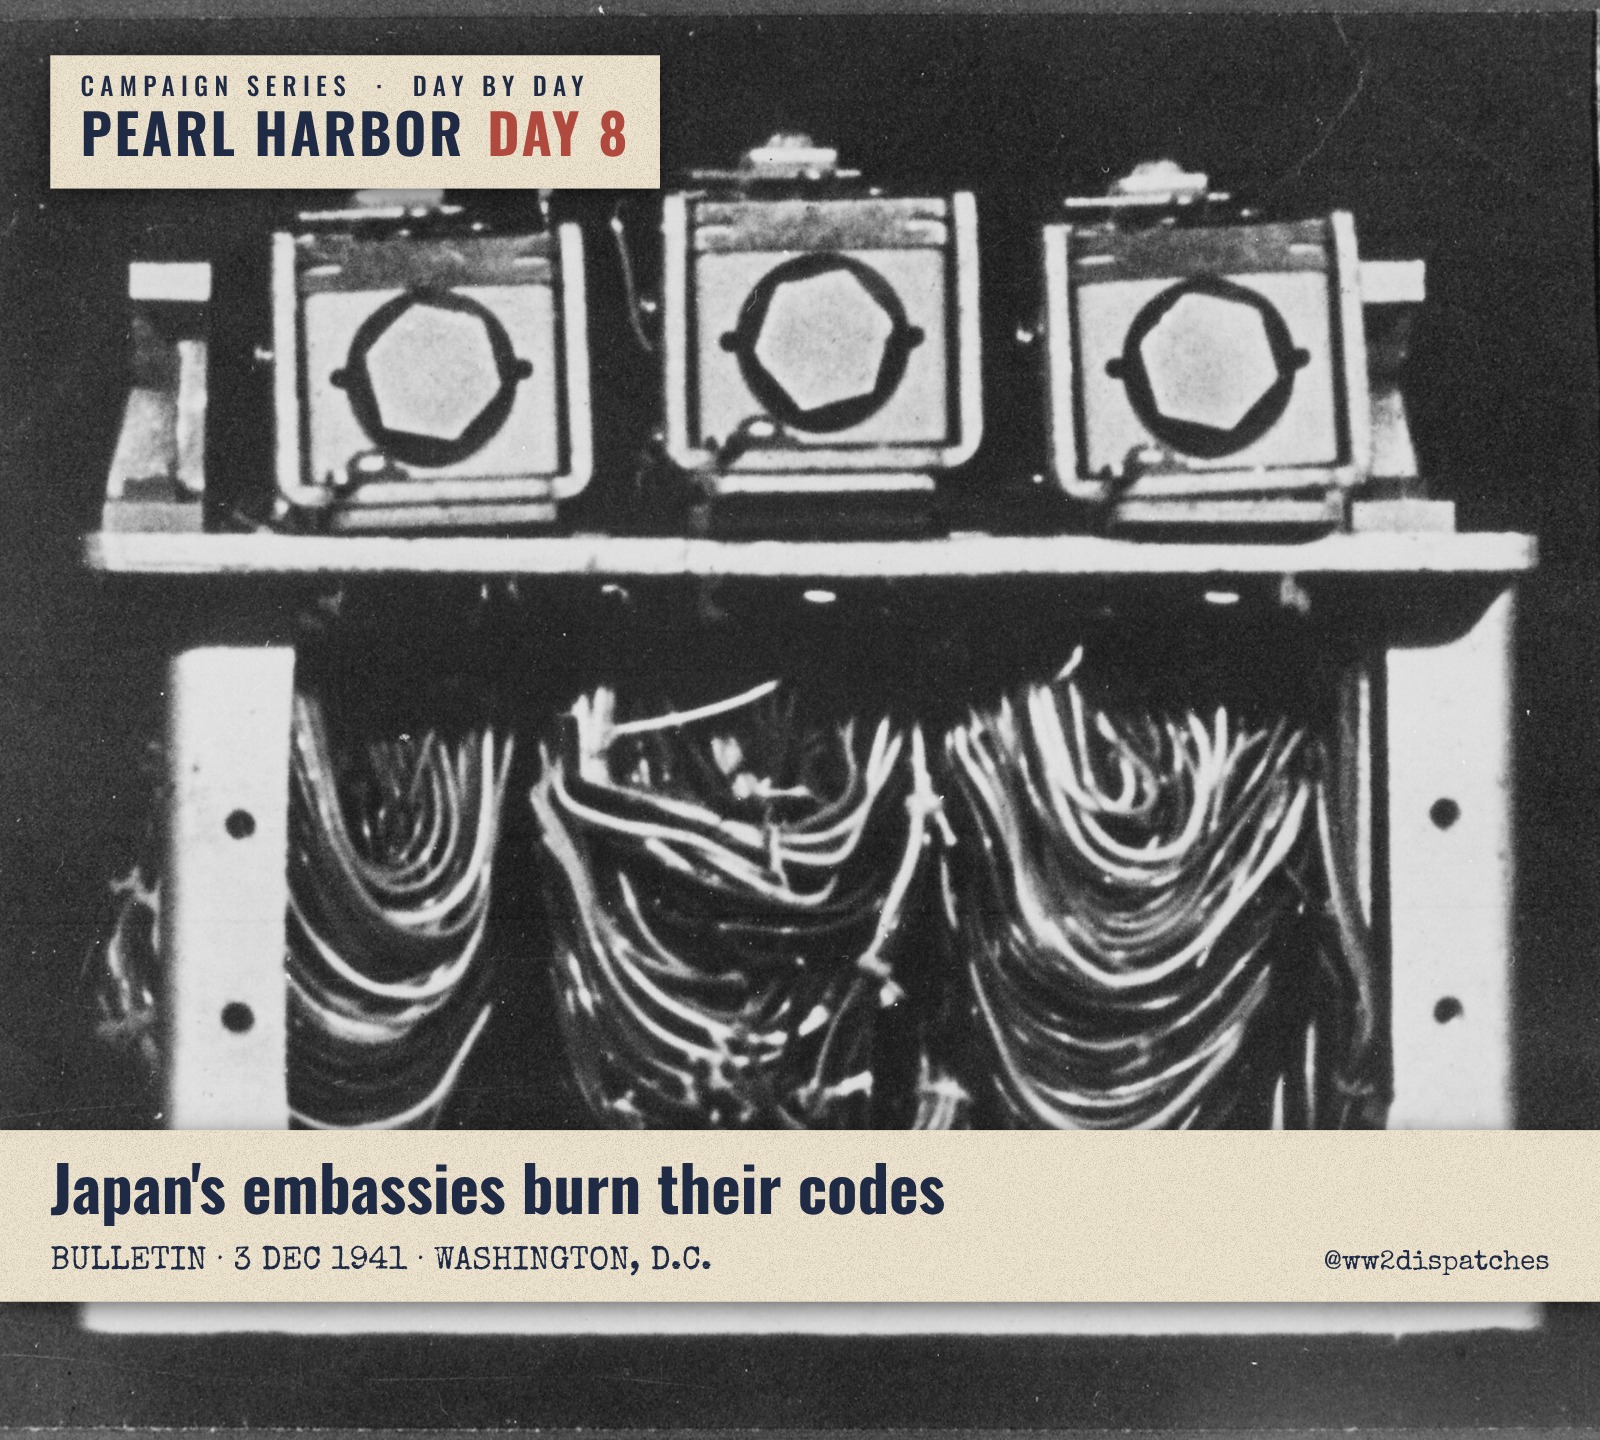 CAMPAIGN SERIES · DAY BY DAY
PEARL HARBOR DAY 8
Japan's embassies burn their codes
BULLETIN · 3 DEC 1941 · WASHINGTON, D.C.
@ww2dispatches